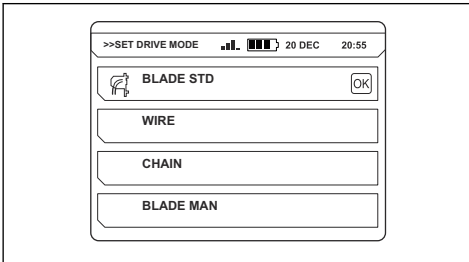 >>SET DRIVE MODE 20 DEC 20:55
BLADE STD OK
WIRE
CHAIN
BLADE MAN